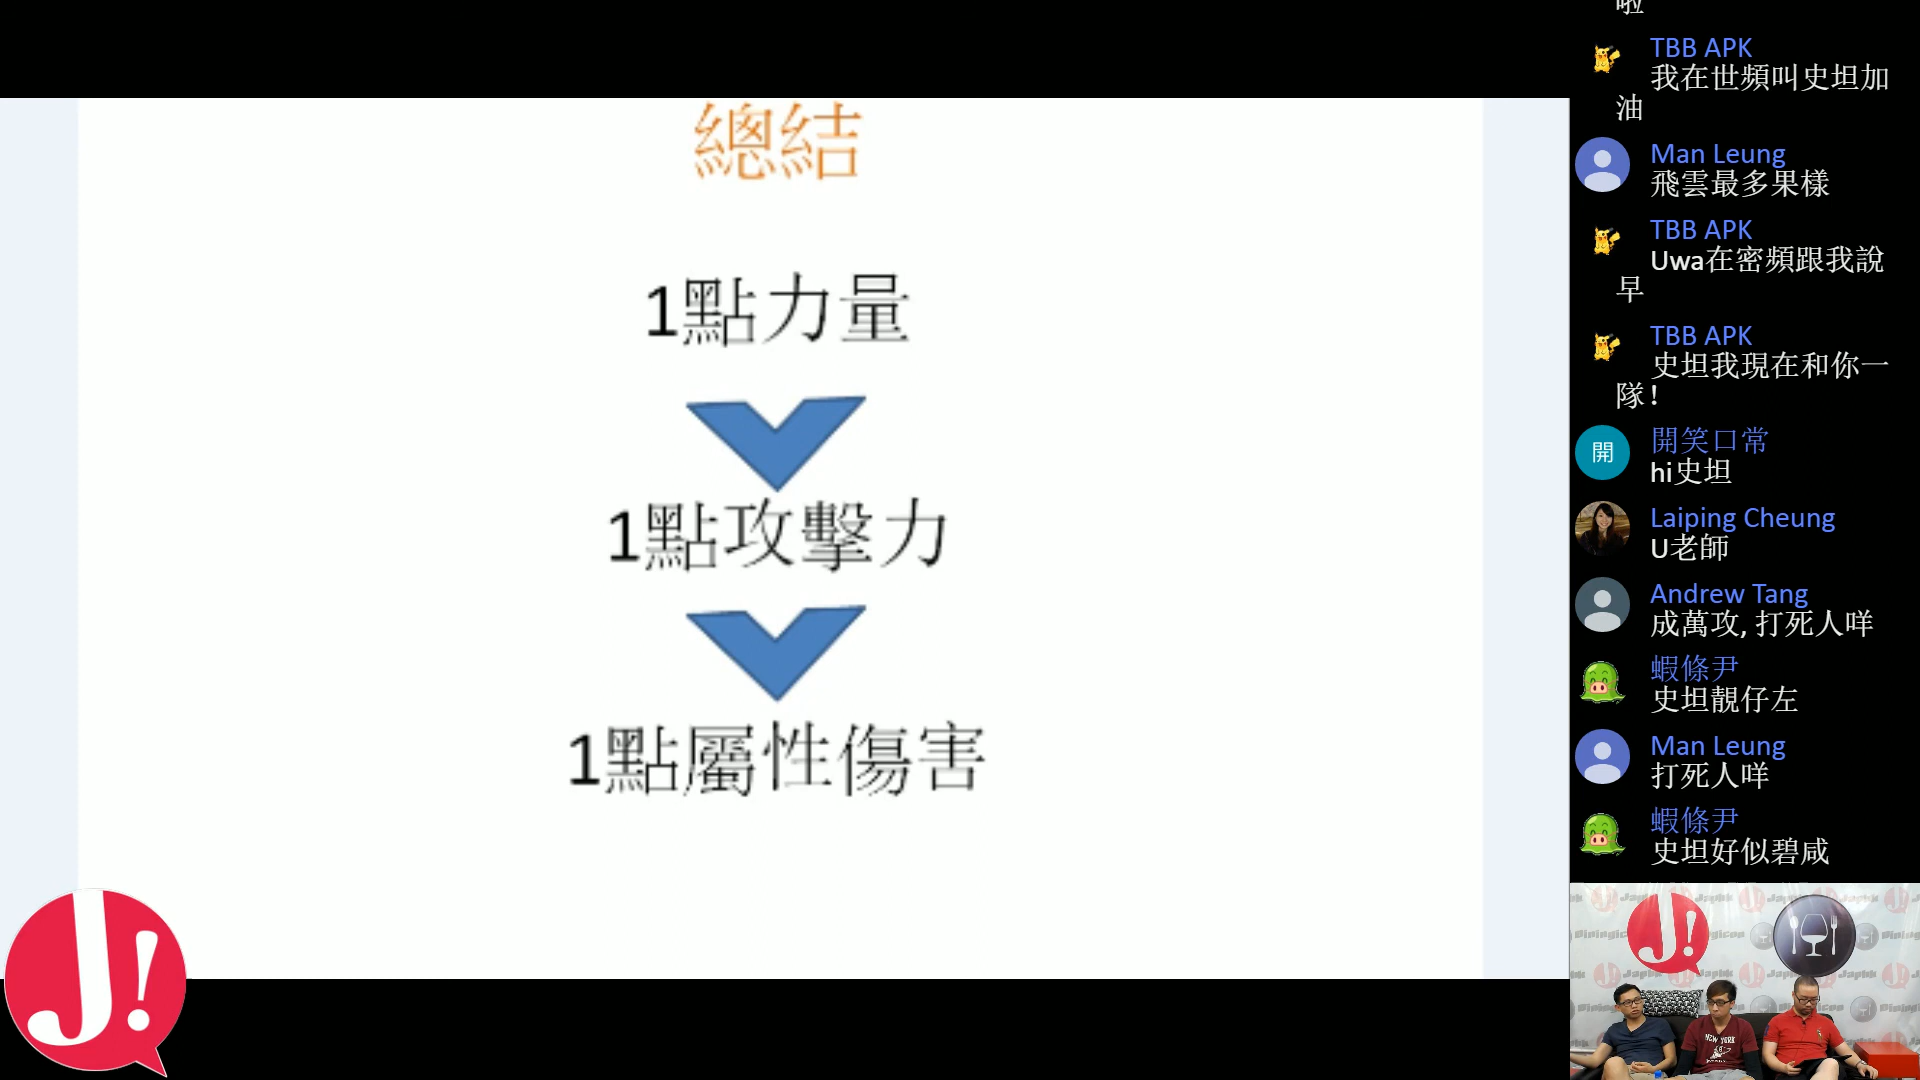 總結
1點力量
1點攻擊力
1點屬性傷害
J!
啦
TBB APK
我在世頻叫史坦加
油
Man Leung
飛雲最多果樣
TBB APK
Uwa在密頻跟我說
早
TBB APK
史坦我現在和你一
隊!
開笑口常
開
hi史坦
Laiping Cheung
U老師
Andrew Tang
成萬攻, 打死人咩
蝦條尹
史坦靚仔左
Man Leung
打死人咩
蝦條尹
史坦好似碧咸
J!
NEW YORK